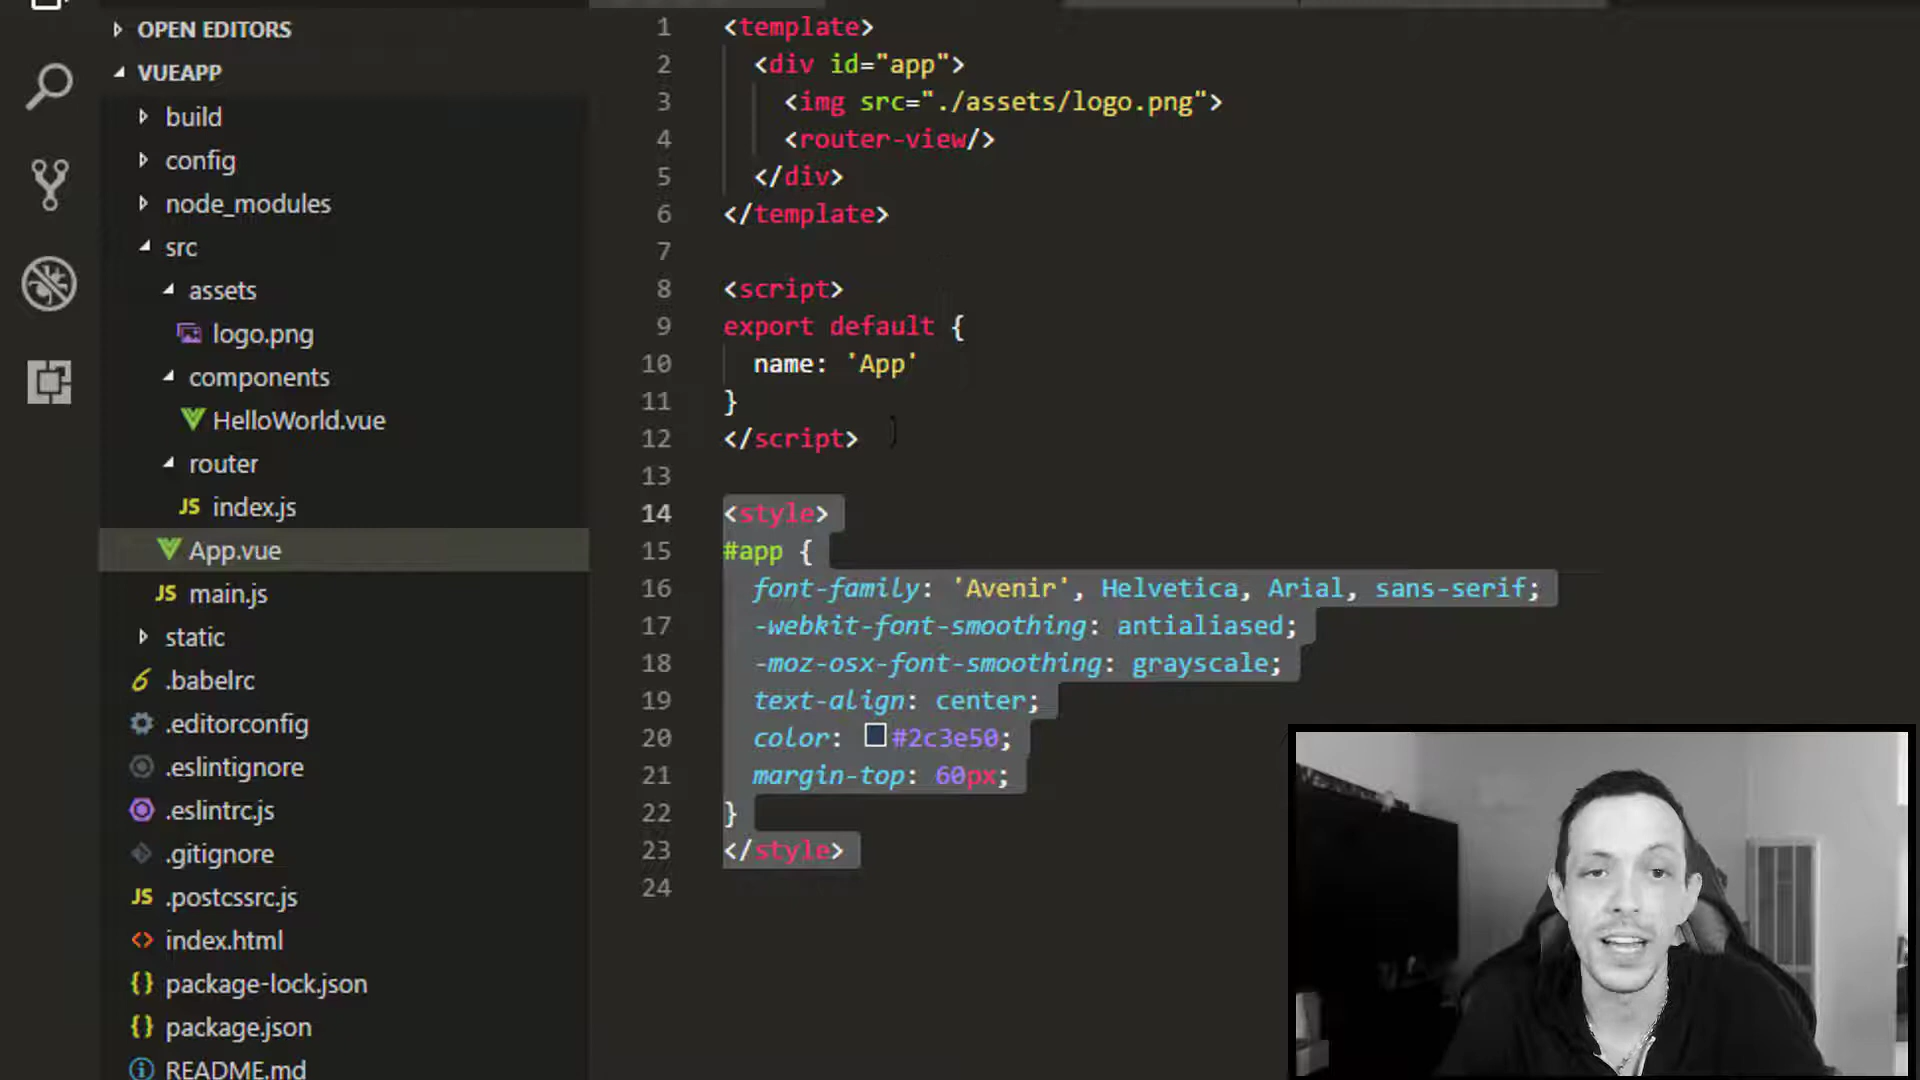 OPEN EDITORS
VUEAPP
build
config
node_modules
src
assets
logo.png
components
HelloWorld.vue
router
JS index.js
App.vue
JS main.js
static
.babelrc
.editorconfig
.eslintignore
.eslintrc.js
.gitignore
JS .postcssrc.js
<> index.html
{} package-lock.json
{} package.json
README.md
1 <template>
2 <div id="app">
3 <img src="./assets/logo.png">
4 <router-view/>
5 </div>
6 </template>
7
8 <script>
9 export default {
10 name: 'App'
11 }
12 </script>
13
14 <style>
15 #app {
16 font-family: 'Avenir', Helvetica, Arial, sans-serif;
17 -webkit-font-smoothing: antialiased;
18 -moz-osx-font-smoothing: grayscale;
19 text-align: center;
20 color: #2c3e50;
21 margin-top: 60px;
22 }
23 </style>
24